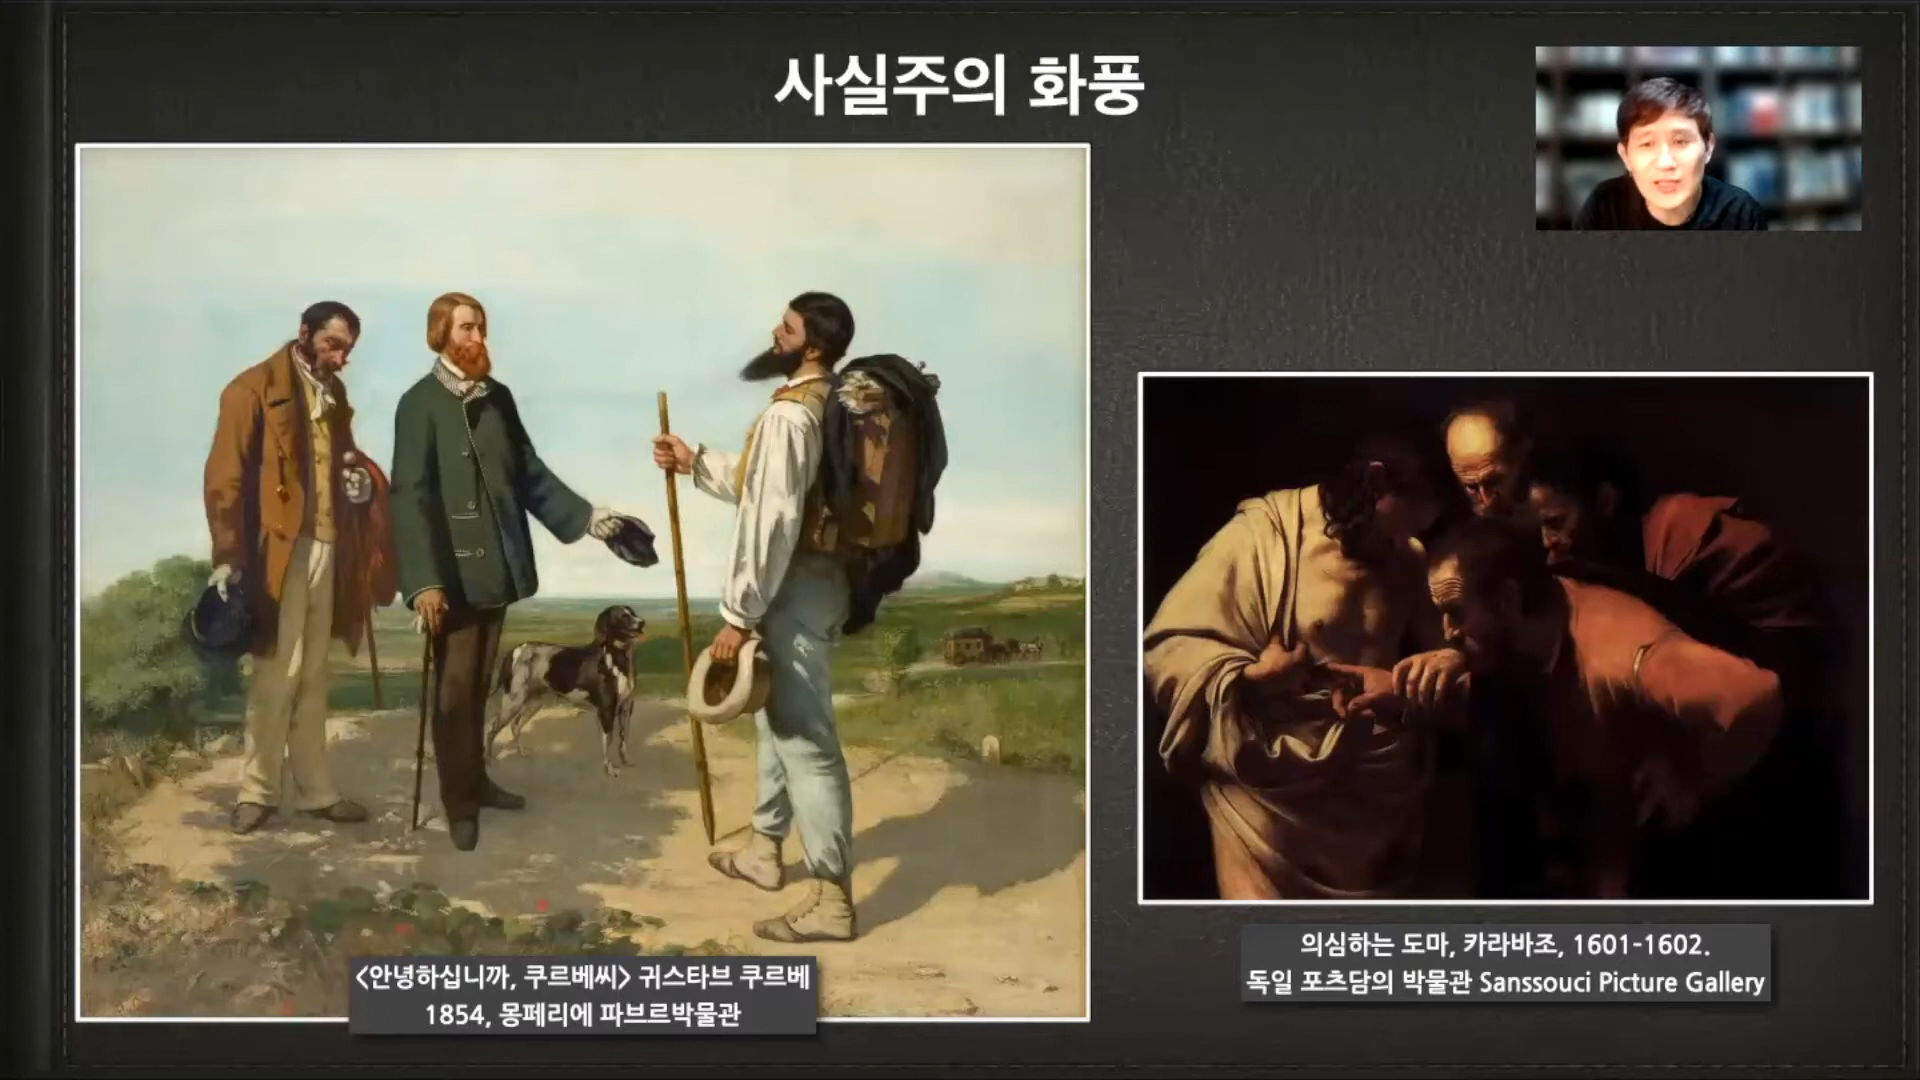 사실주의 화풍
<안녕하십니까, 쿠르베씨> 귀스타브 쿠르베
1854, 몽페리에 파브르박물관
의심하는 도마, 카라바조, 1601-1602.
독일 포츠담의 박물관 Sanssouci Picture Gallery